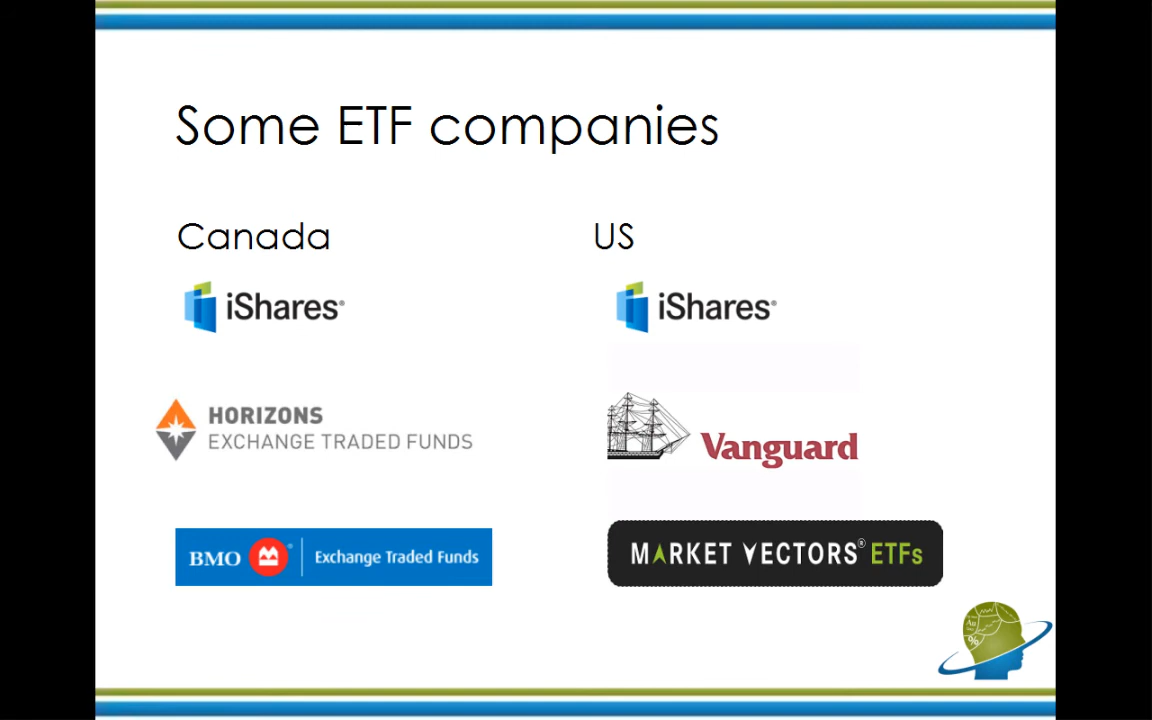 Some ETF companies
Canada
US
iShares®
iShares®
HORIZONS
EXCHANGE TRADED FUNDS
Vanguard
BMO ® Exchange Traded Funds
MARKET VECTORS® ETFs
Au
%